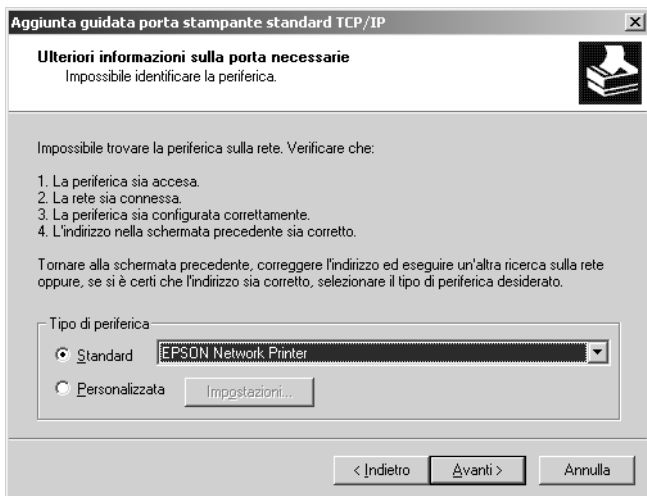 Aggiunta guidata porta stampante standard TCP/IP
Ulteriori informazioni sulla porta necessarie
Impossibile identificare la periferica.
Impossibile trovare la periferica sulla rete. Verificare che:
1. La periferica sia accesa.
2. La rete sia connessa.
3. La periferica sia configurata correttamente.
4. L'indirizzo nella schermata precedente sia corretto.
Tornare alla schermata precedente, correggere l'indirizzo ed eseguire un'altra ricerca sulla rete
oppure, se si è certi che l'indirizzo sia corretto, selezionare il tipo di periferica desiderato.
Tipo di periferica
Standard EPSON Network Printer
Personalizzata Impostazioni...
< Indietro Avanti > Annulla